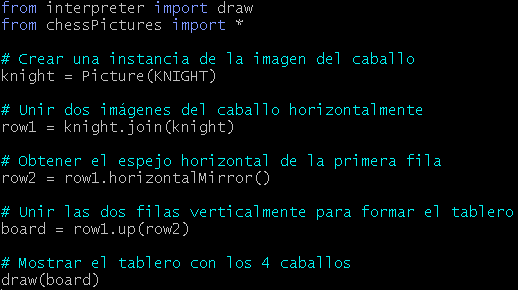 from interpreter import draw
from chessPictures import *
# Crear una instancia de la imagen del caballo
knight = Picture(KNIGHT)
# Unir dos imágenes del caballo horizontalmente
row1 = knight.join(knight)
# Obtener el espejo horizontal de la primera fila
row2 = row1.horizontalMirror()
# Unir las dos filas verticalmente para formar el tablero
board = row1.up(row2)
# Mostrar el tablero con los 4 caballos
draw(board)